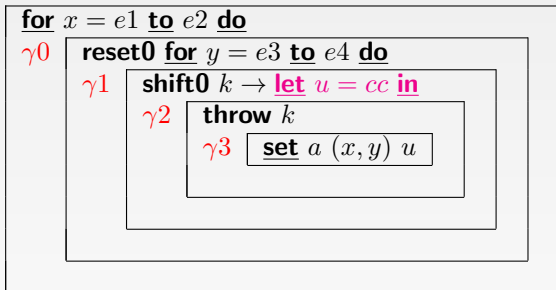 for x = e1 to e2 do
γ0 reset0 for y = e3 to e4 do
γ1 shift0 k → let u = cc in
γ2 throw k
γ3 set a (x, y) u